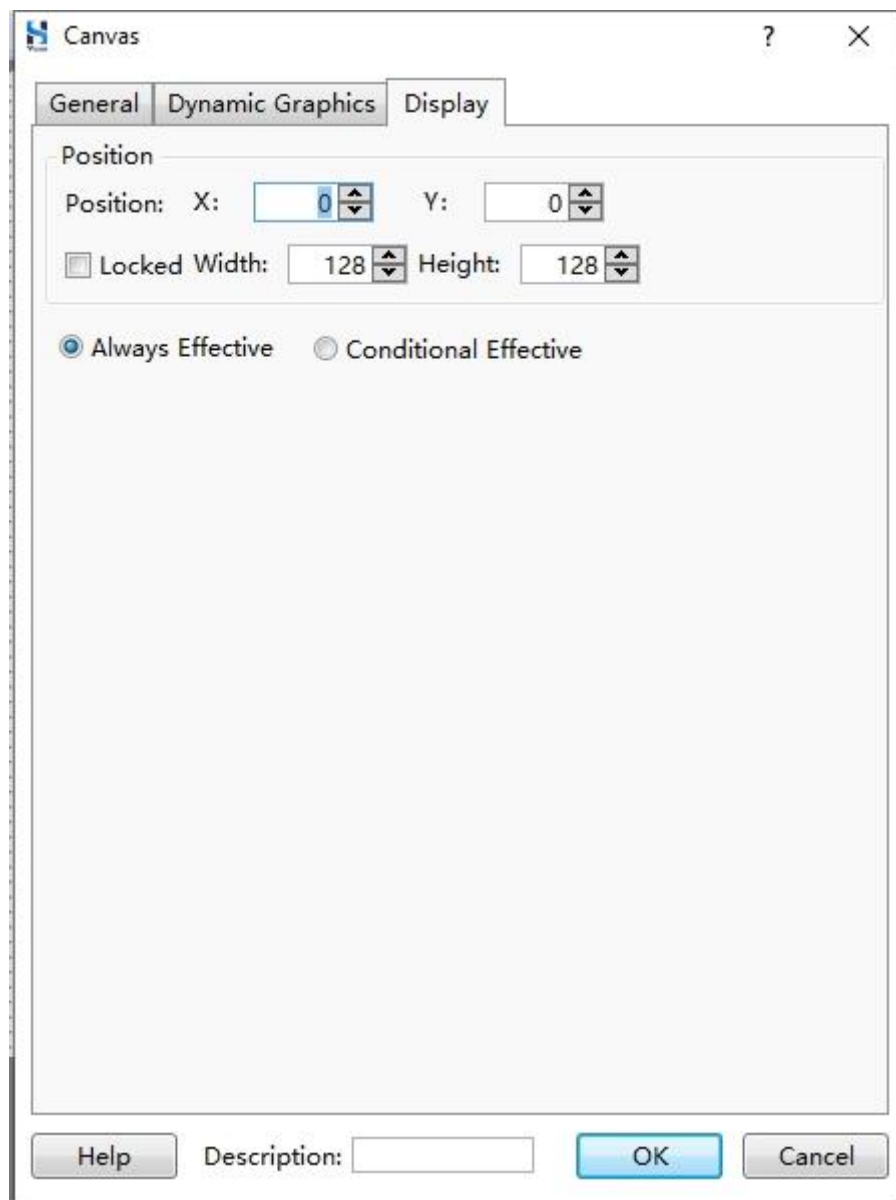 Canvas ?
General Dynamic Graphics Display
Position
Position: X: 0 Y: 0
Locked Width: 128 Height: 128
Always Effective Conditional Effective
Help Description: OK Cancel